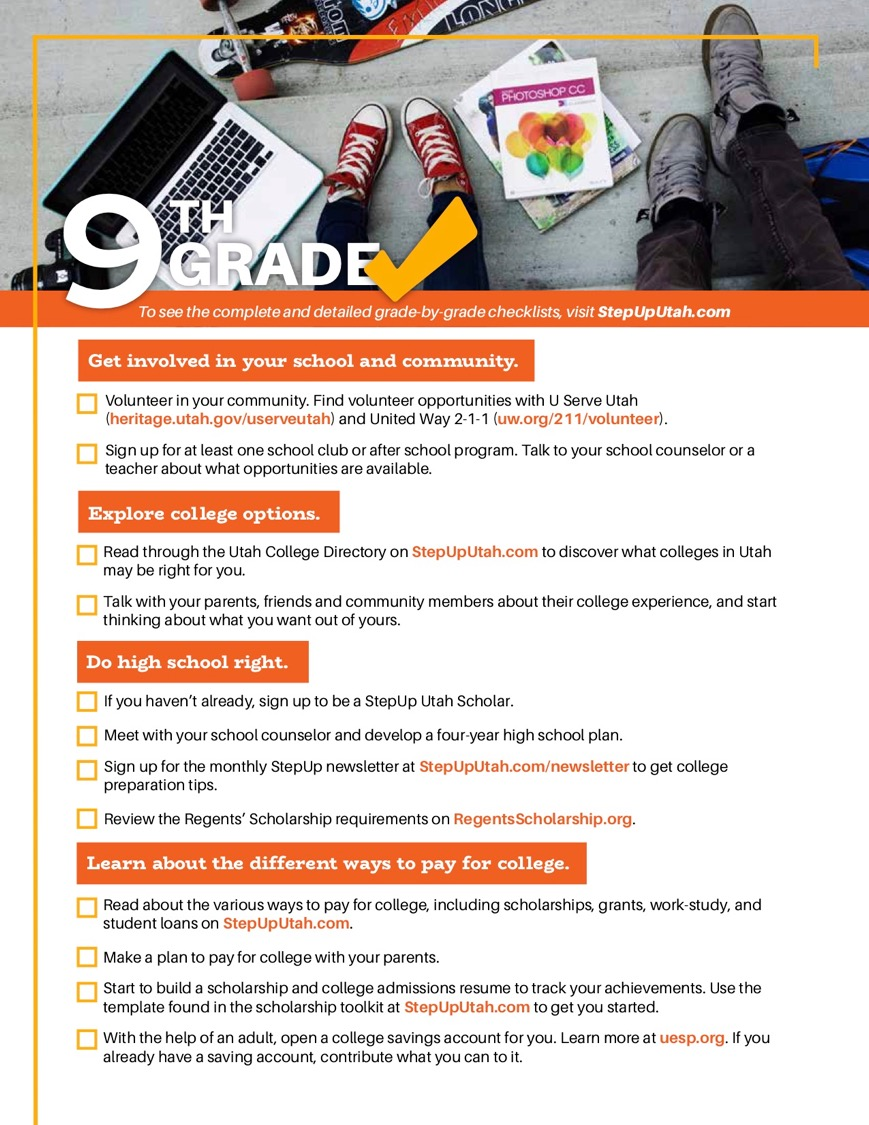 LONG
PHOTOSHOP CC
9TH
GRADE
To see the complete and detailed grade-by-grade checklists, visit StepUpUtah.com
Get involved in your school and community.
Volunteer in your community. Find volunteer opportunities with U Serve Utah
(heritage.utah.gov/userveutah) and United Way 2-1-1 (uw.org/211/volunteer).
Sign up for at least one school club or after school program. Talk to your school counselor or a
teacher about what opportunities are available.
Explore college options.
Read through the Utah College Directory on StepUpUtah.com to discover what colleges in Utah
may be right for you.
Talk with your parents, friends and community members about their college experience, and start
thinking about what you want out of yours.
Do high school right.
If you haven’t already, sign up to be a StepUp Utah Scholar.
Meet with your school counselor and develop a four-year high school plan.
Sign up for the monthly StepUp newsletter at StepUpUtah.com/newsletter to get college
preparation tips.
Review the Regents’ Scholarship requirements on RegentsScholarship.org.
Learn about the different ways to pay for college.
Read about the various ways to pay for college, including scholarships, grants, work-study, and
student loans on StepUpUtah.com.
Make a plan to pay for college with your parents.
Start to build a scholarship and college admissions resume to track your achievements. Use the
template found in the scholarship toolkit at StepUpUtah.com to get you started.
With the help of an adult, open a college savings account for you. Learn more at uesp.org. If you
already have a saving account, contribute what you can to it.